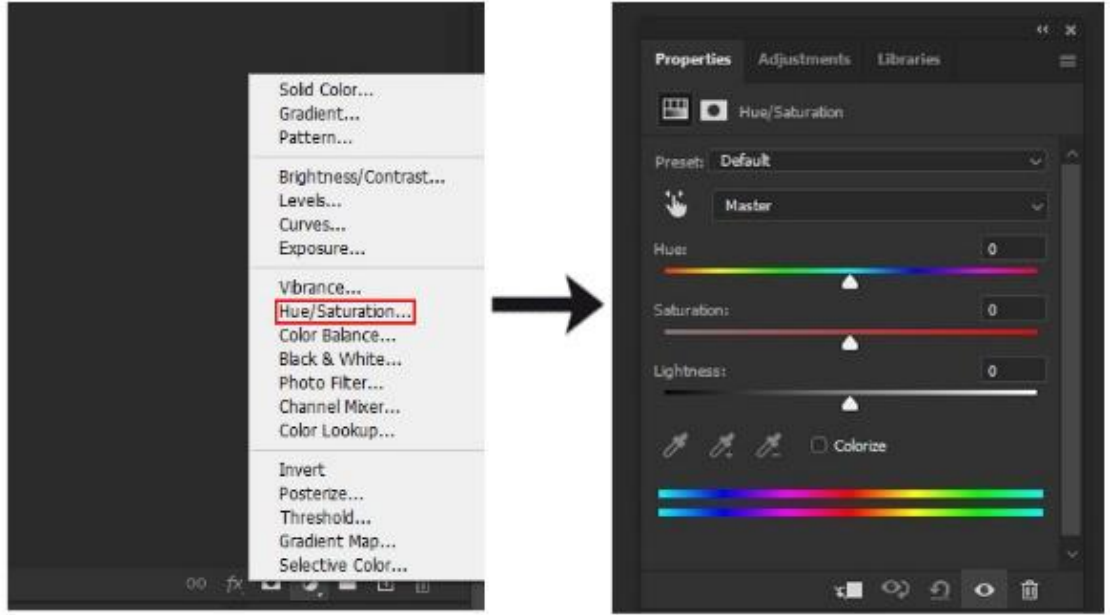 Solid Color...
Gradient...
Pattern...
Brightness/Contrast...
Levels...
Curves...
Exposure...
Vibrance...
Hue/Saturation...
Color Balance...
Black & White...
Photo Filter...
Channel Mixer...
Color Lookup...
Invert
Posterize...
Threshold...
Gradient Map...
Selective Color...
fx
Properties Adjustments Libraries
Hue/Saturation
Preset: Default
Master
Hue: 0
Saturation: 0
Lightness: 0
Colorize